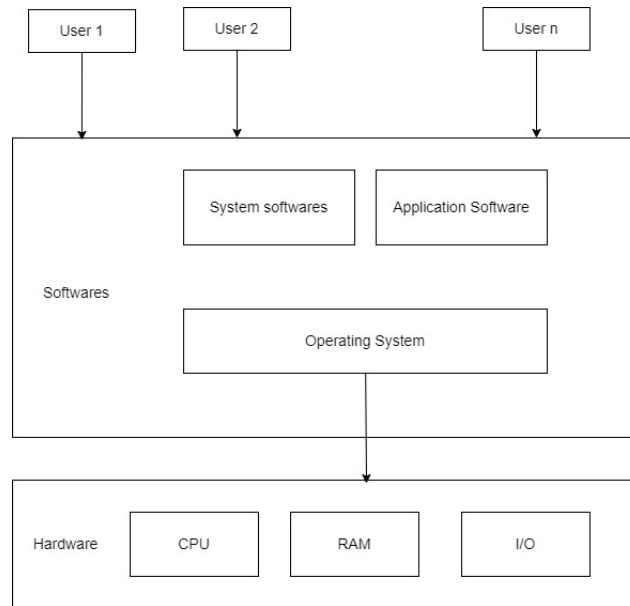 User 1
User 2
User n
System softwares
Application Software
Softwares
Operating System
Hardware
CPU
RAM
I/O